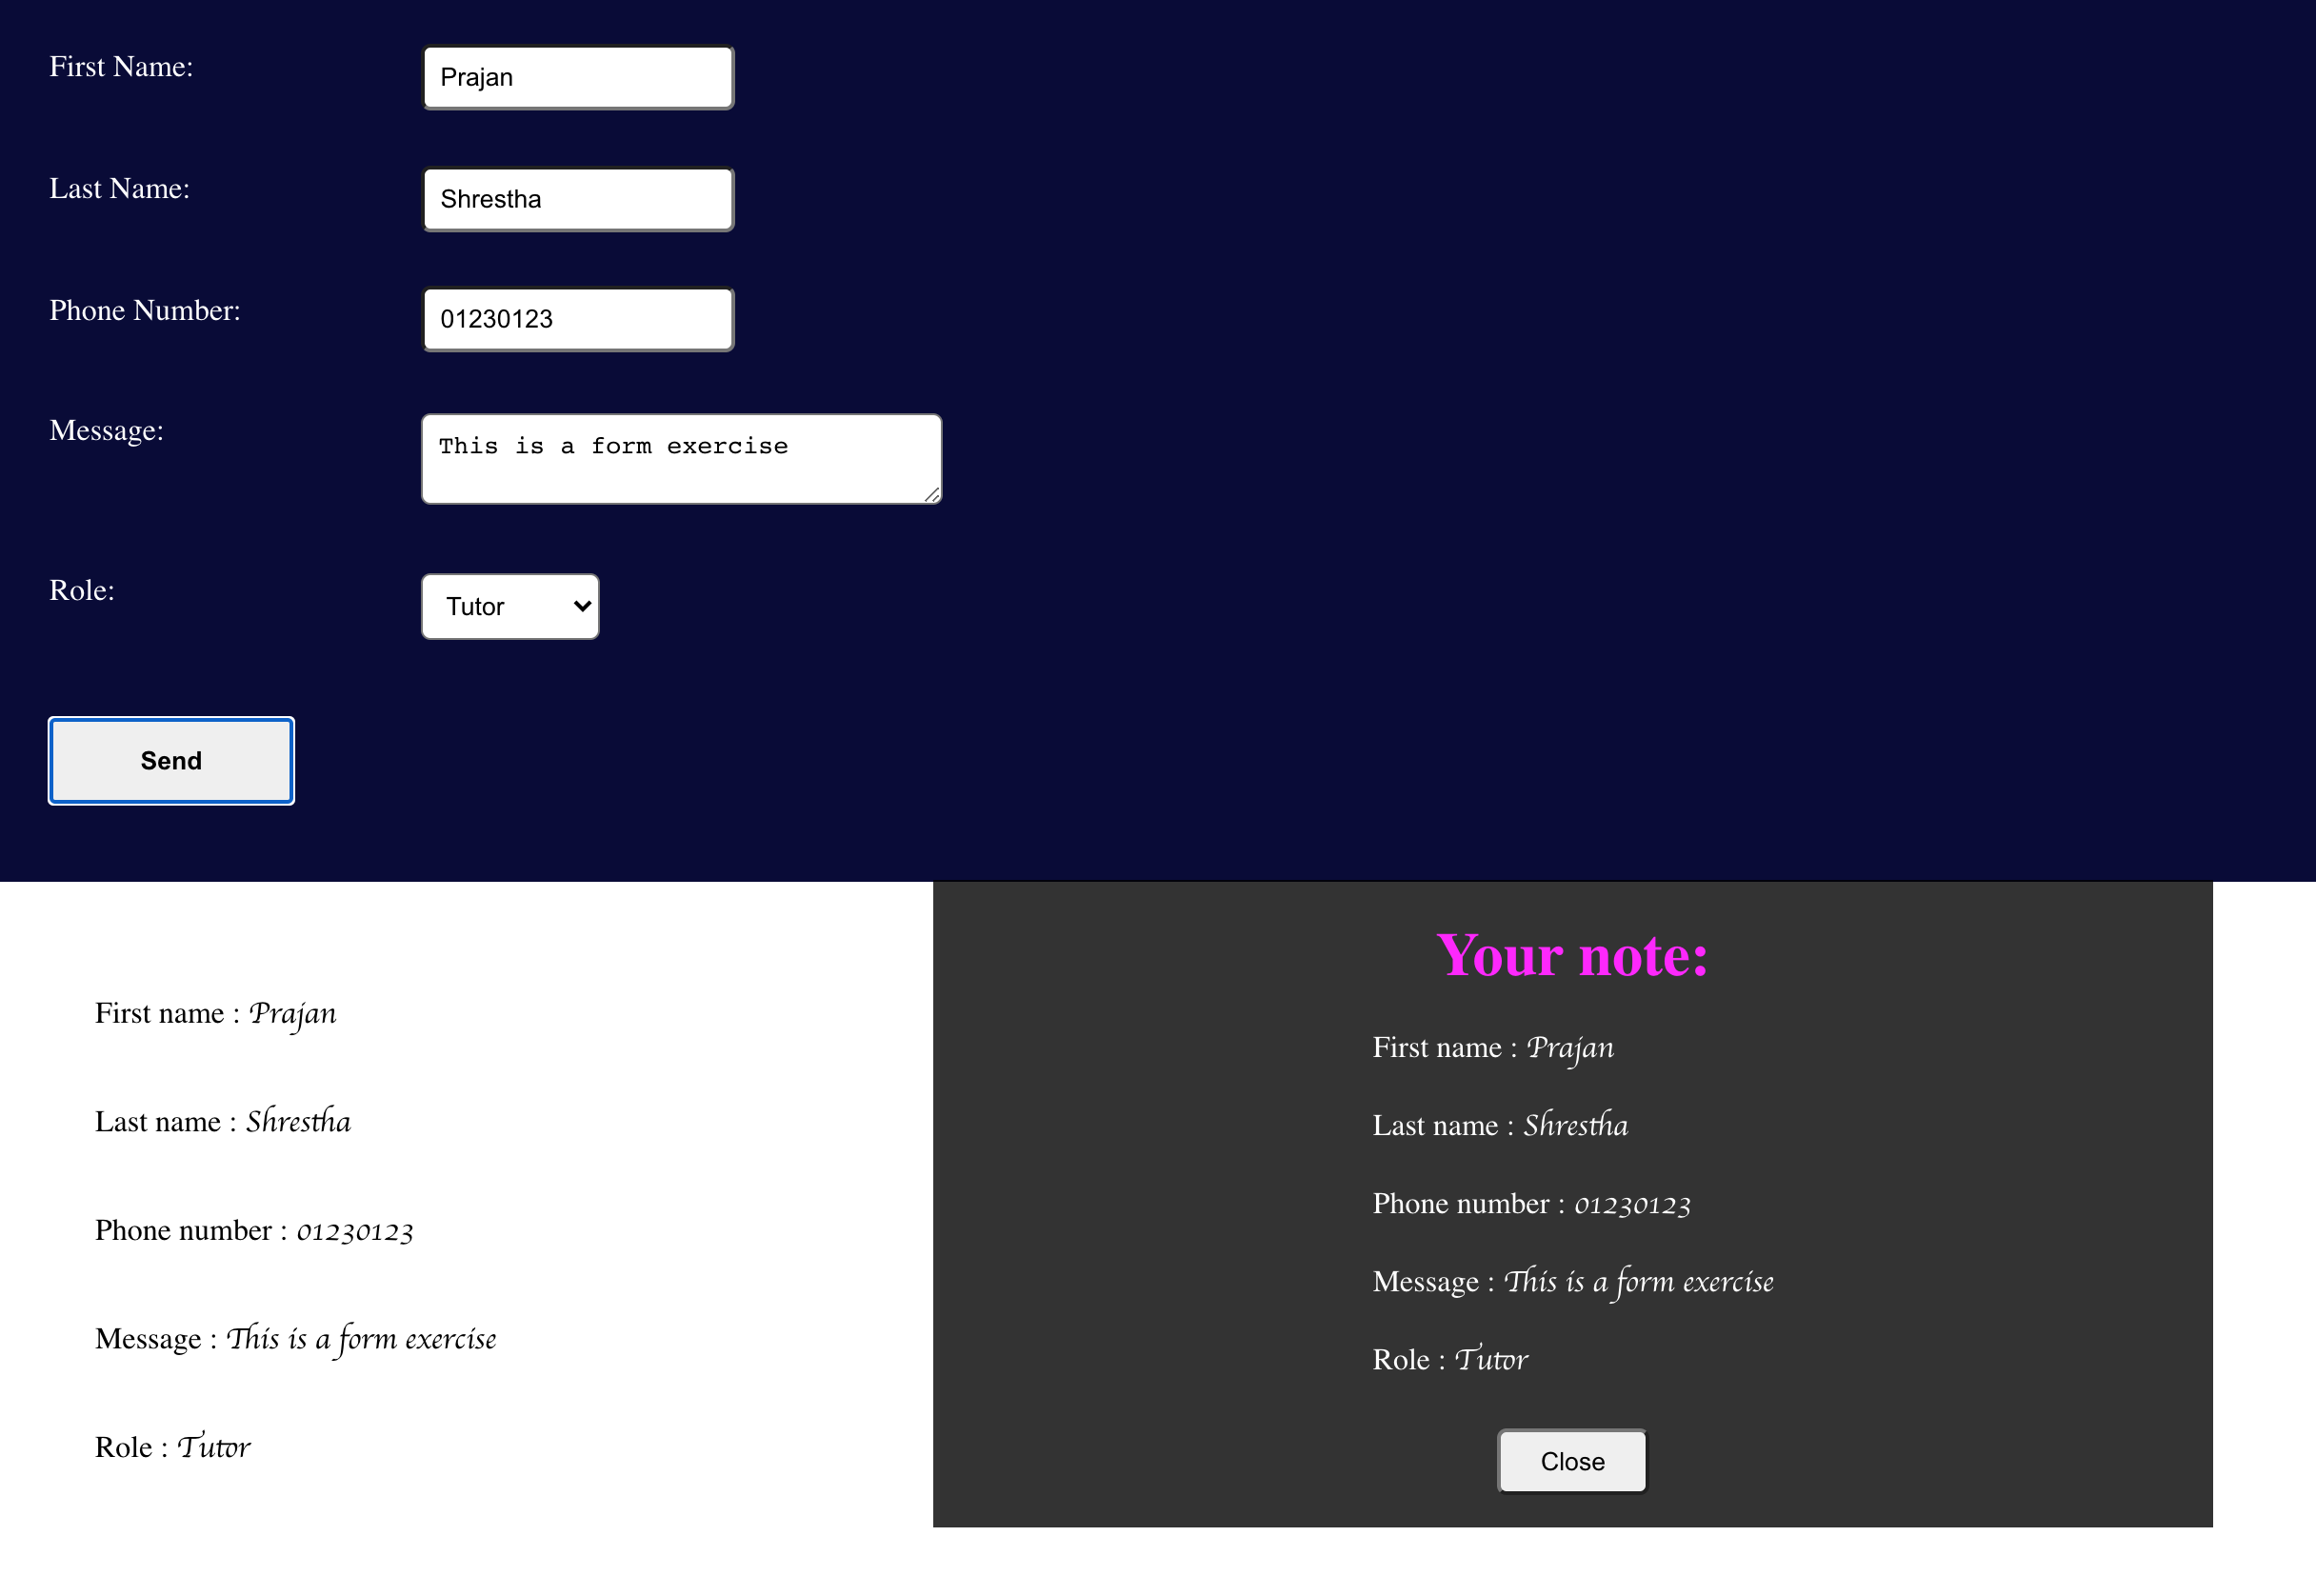 First Name: Prajan
Last Name: Shrestha
Phone Number: 01230123
Message: This is a form exercise
Role: Tutor
Send
First name : Prajan
Last name : Shrestha
Phone number : 01230123
Message : This is a form exercise
Role : Tutor
Your note:
First name : Prajan
Last name : Shrestha
Phone number : 01230123
Message : This is a form exercise
Role : Tutor
Close